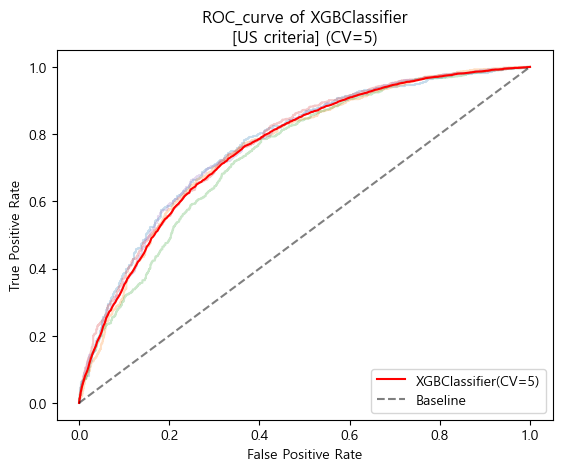 ROC_curve of XGBClassifier
[US criteria] (CV=5)
True Positive Rate
1.0
0.8
0.6
0.4
0.2
0.0
XGBClassifier(CV=5)
Baseline
0.0 0.2 0.4 0.6 0.8 1.0
False Positive Rate